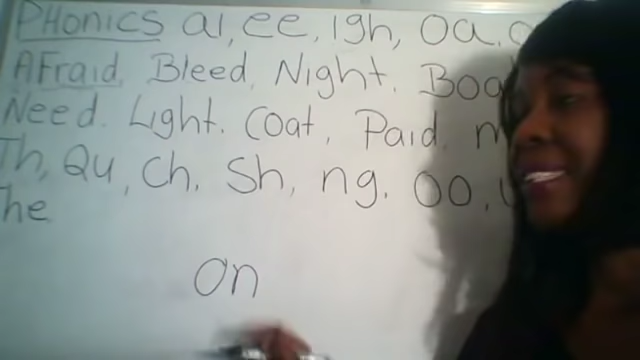 PHonics ai, ee, igh, oa,
AFraid. Bleed. Night. Boa
Need. Light. Coat, Paid.
Th, Qu, Ch, Sh, ng. oo,
he
on